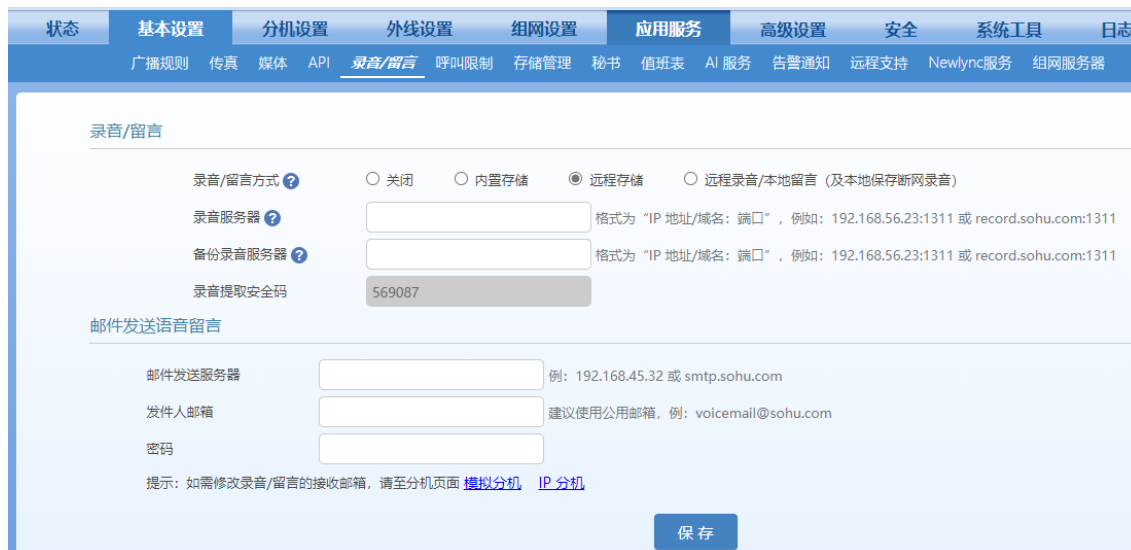 状态 基本设置 分机设置 外线设置 组网设置 应用服务 高级设置 安全 系统工具 日志
广播规则 传真 媒体 API 录音/留言 呼叫限制 存储管理 秘书 值班表 AI 服务 告警通知 远程支持 Newlync服务 组网服务器
录音/留言
录音/留言方式 ? 关闭 内置存储 远程存储 远程录音/本地留言（及本地保存断网录音）
录音服务器 ? 格式为“IP 地址/域名：端口”，例如：192.168.56.23:1311 或 record.sohu.com:1311
备份录音服务器 ? 格式为“IP 地址/域名：端口”，例如：192.168.56.23:1311 或 record.sohu.com:1311
录音提取安全码 569087
邮件发送语音留言
邮件发送服务器 例：192.168.45.32 或 smtp.sohu.com
发件人邮箱 建议使用公用邮箱，例：voicemail@sohu.com
密码
提示：如需修改录音/留言的接收邮箱，请至分机页面 模拟分机 IP 分机
保 存